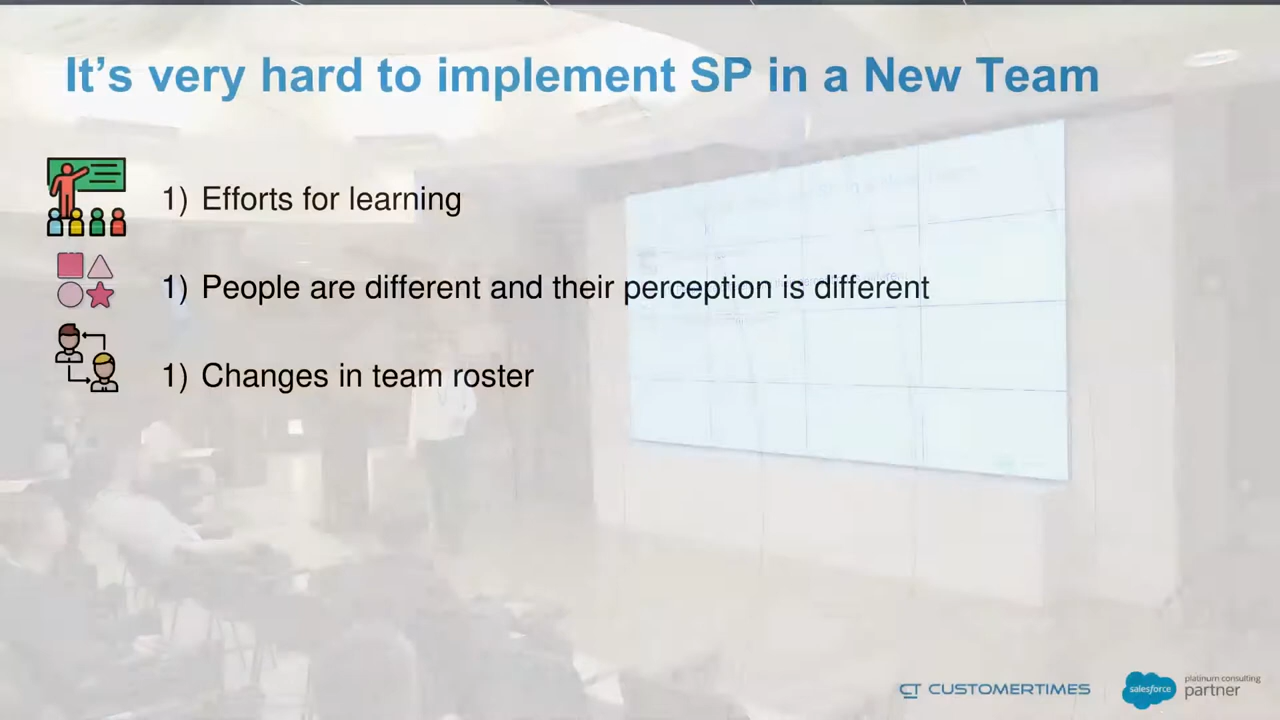 It’s very hard to implement SP in a New Team
1) Efforts for learning
1) People are different and their perception is different
1) Changes in team roster
CT CUSTOMERTIMES
salesforce
platinum consulting
partner